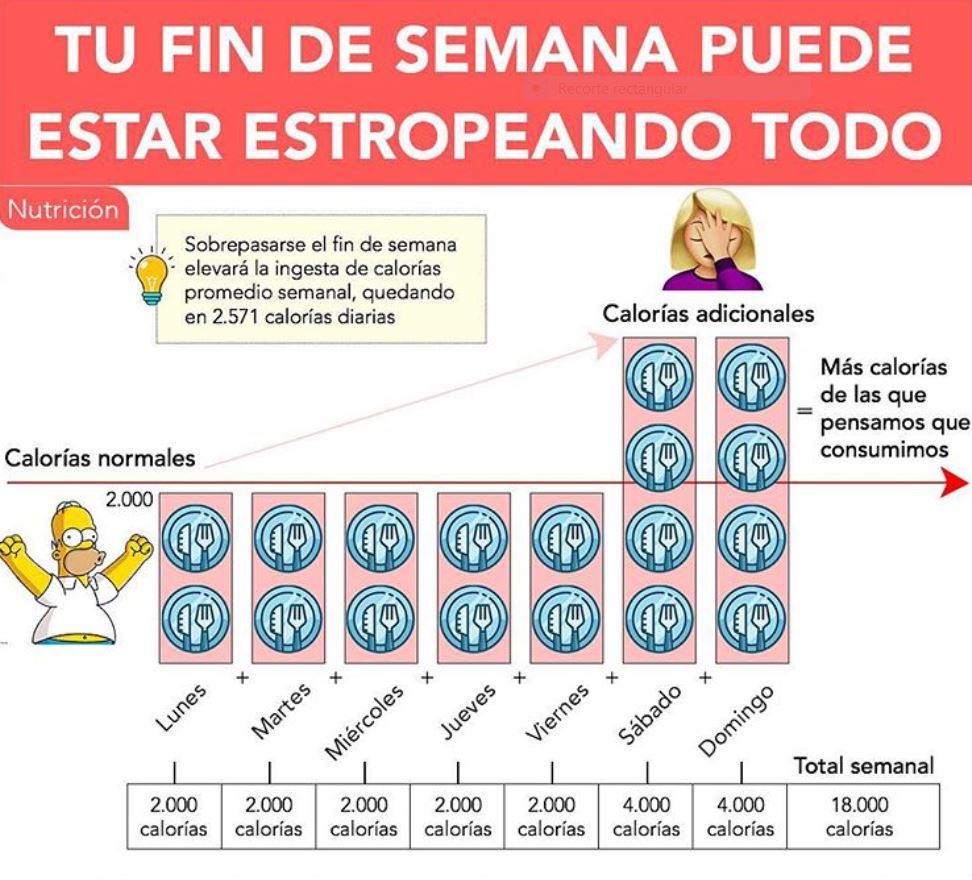 TU FIN DE SEMANA PUEDE
ESTAR ESTROPEANDO TODO
Recorte rectangular
Nutrición
Sobrepasarse el fin de semana
elevará la ingesta de calorías
promedio semanal, quedando
en 2.571 calorías diarias
Calorías adicionales
Más calorías
de las que
pensamos que
consumimos
=
Calorías normales
2.000
Lunes + Martes + Miércoles + Jueves + Viernes + Sábado + Domingo
Total semanal
2.000 2.000 2.000 2.000 2.000 4.000 4.000 18.000
calorías calorías calorías calorías calorías calorías calorías calorías